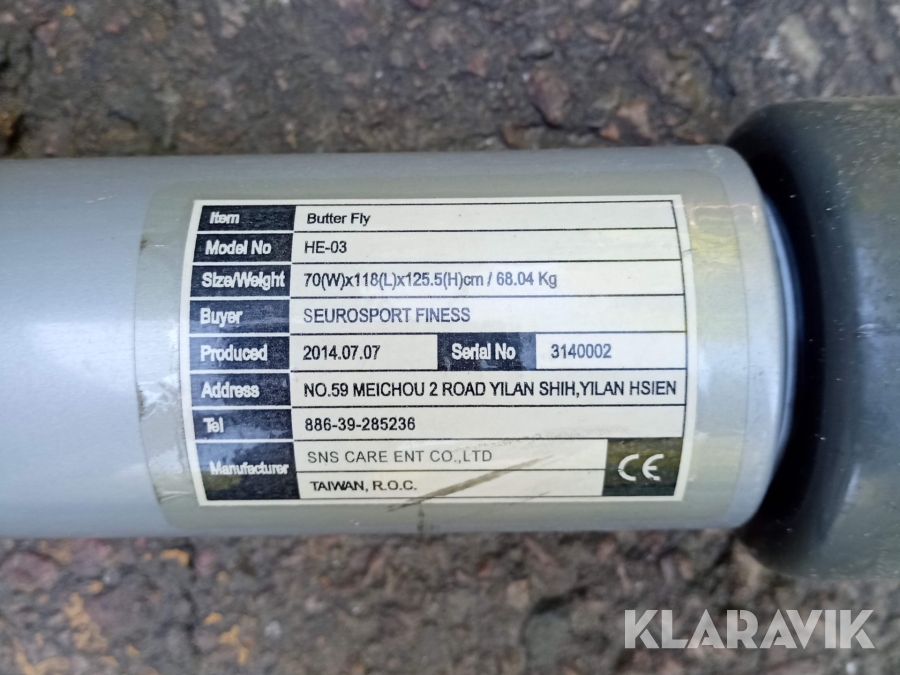 Item Butter Fly
Model No HE-03
Size/Weight 70(W)x118(L)x125.5(H)cm / 68.04 Kg
Buyer SEUROSPORT FINESS
Produced 2014.07.07 Serial No 3140002
Address NO.59 MEICHOU 2 ROAD YILAN SHIH,YILAN HSIEN
Tel 886-39-285236
Manufacturer SNS CARE ENT CO.,LTD
TAIWAN, R.O.C.
CE
KLARAVIK